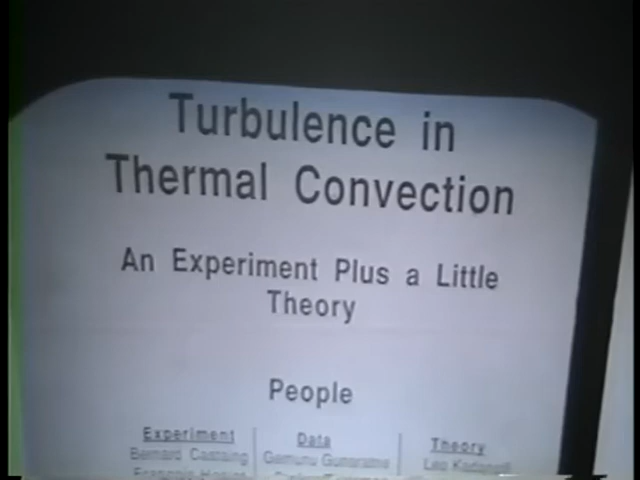 Turbulence in
Thermal Convection
An Experiment Plus a Little
Theory
People
Experiment Data Theory
Bernard Castaing Gemunu Gunaratne Leo Kadanoff